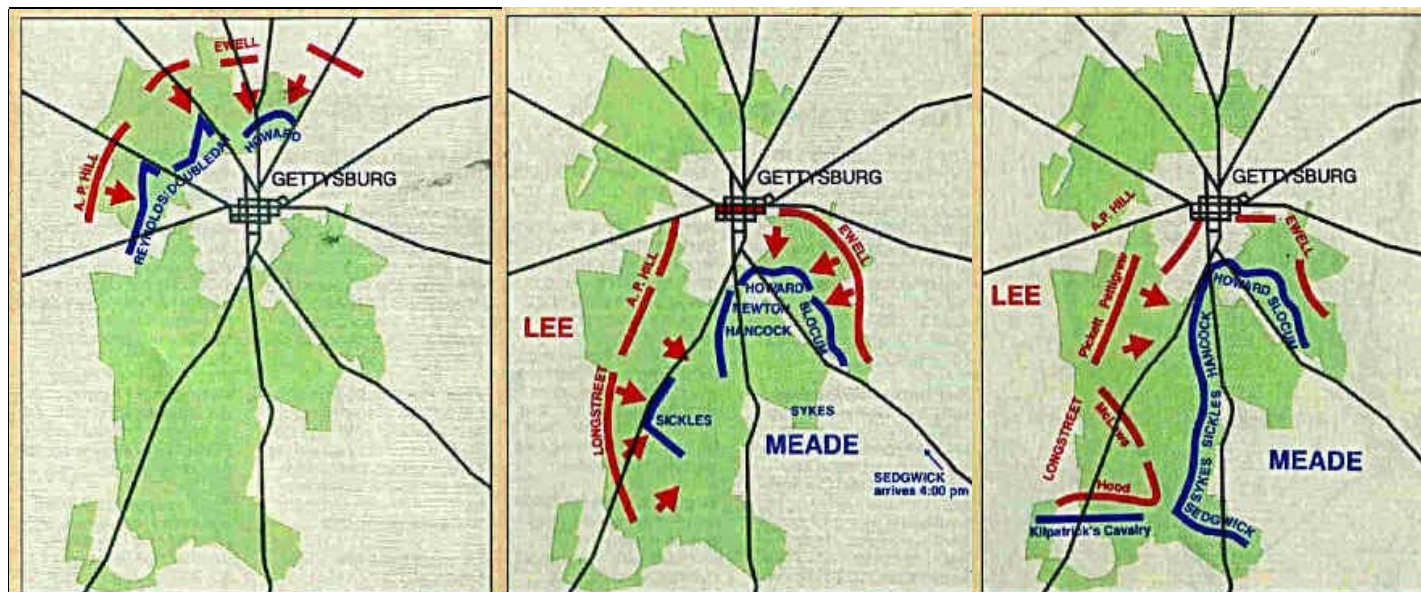 EWELL
HOWARD
A. P. HILL
REYNOLDS/DOUBLEDAY
GETTYSBURG
GETTYSBURG
EWELL
A. P. HILL
HOWARD
NEWTON
HANCOCK
SLOCUM
LEE
LONGSTREET
SICKLES
SYKES
MEADE
SEDGWICK
arrives 4:00 pm
GETTYSBURG
A.P. HILL
EWELL
LEE
Pickett Pettigrew
HOWARD
SLOCUM
HANCOCK
SICKLES
SYKES
LONGSTREET
McLaws
MEADE
Hood
SEDGWICK
Kilpatrick's Cavalry